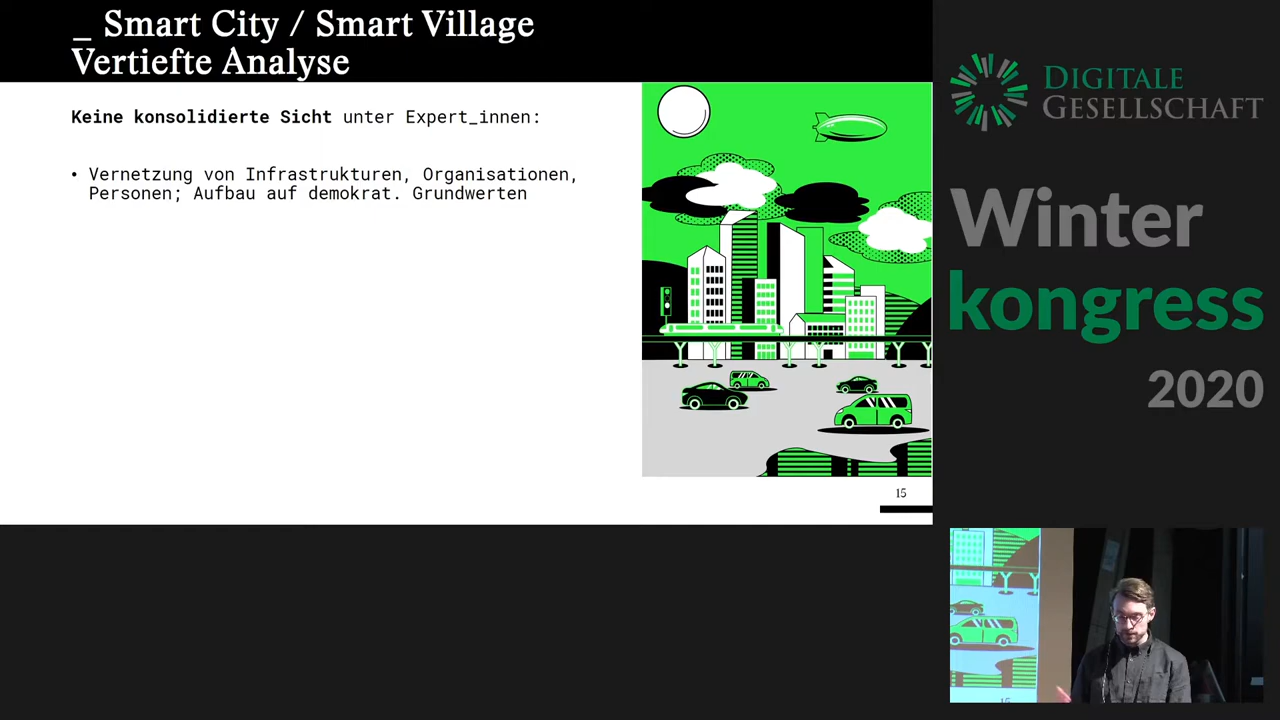 _ Smart City / Smart Village
Vertiefte Analyse
Keine konsolidierte Sicht unter Expert_innen:
• Vernetzung von Infrastrukturen, Organisationen,
Personen; Aufbau auf demokrat. Grundwerten
15
DIGITALE
GESELLSCHAFT
Winter
kongress
2020
15